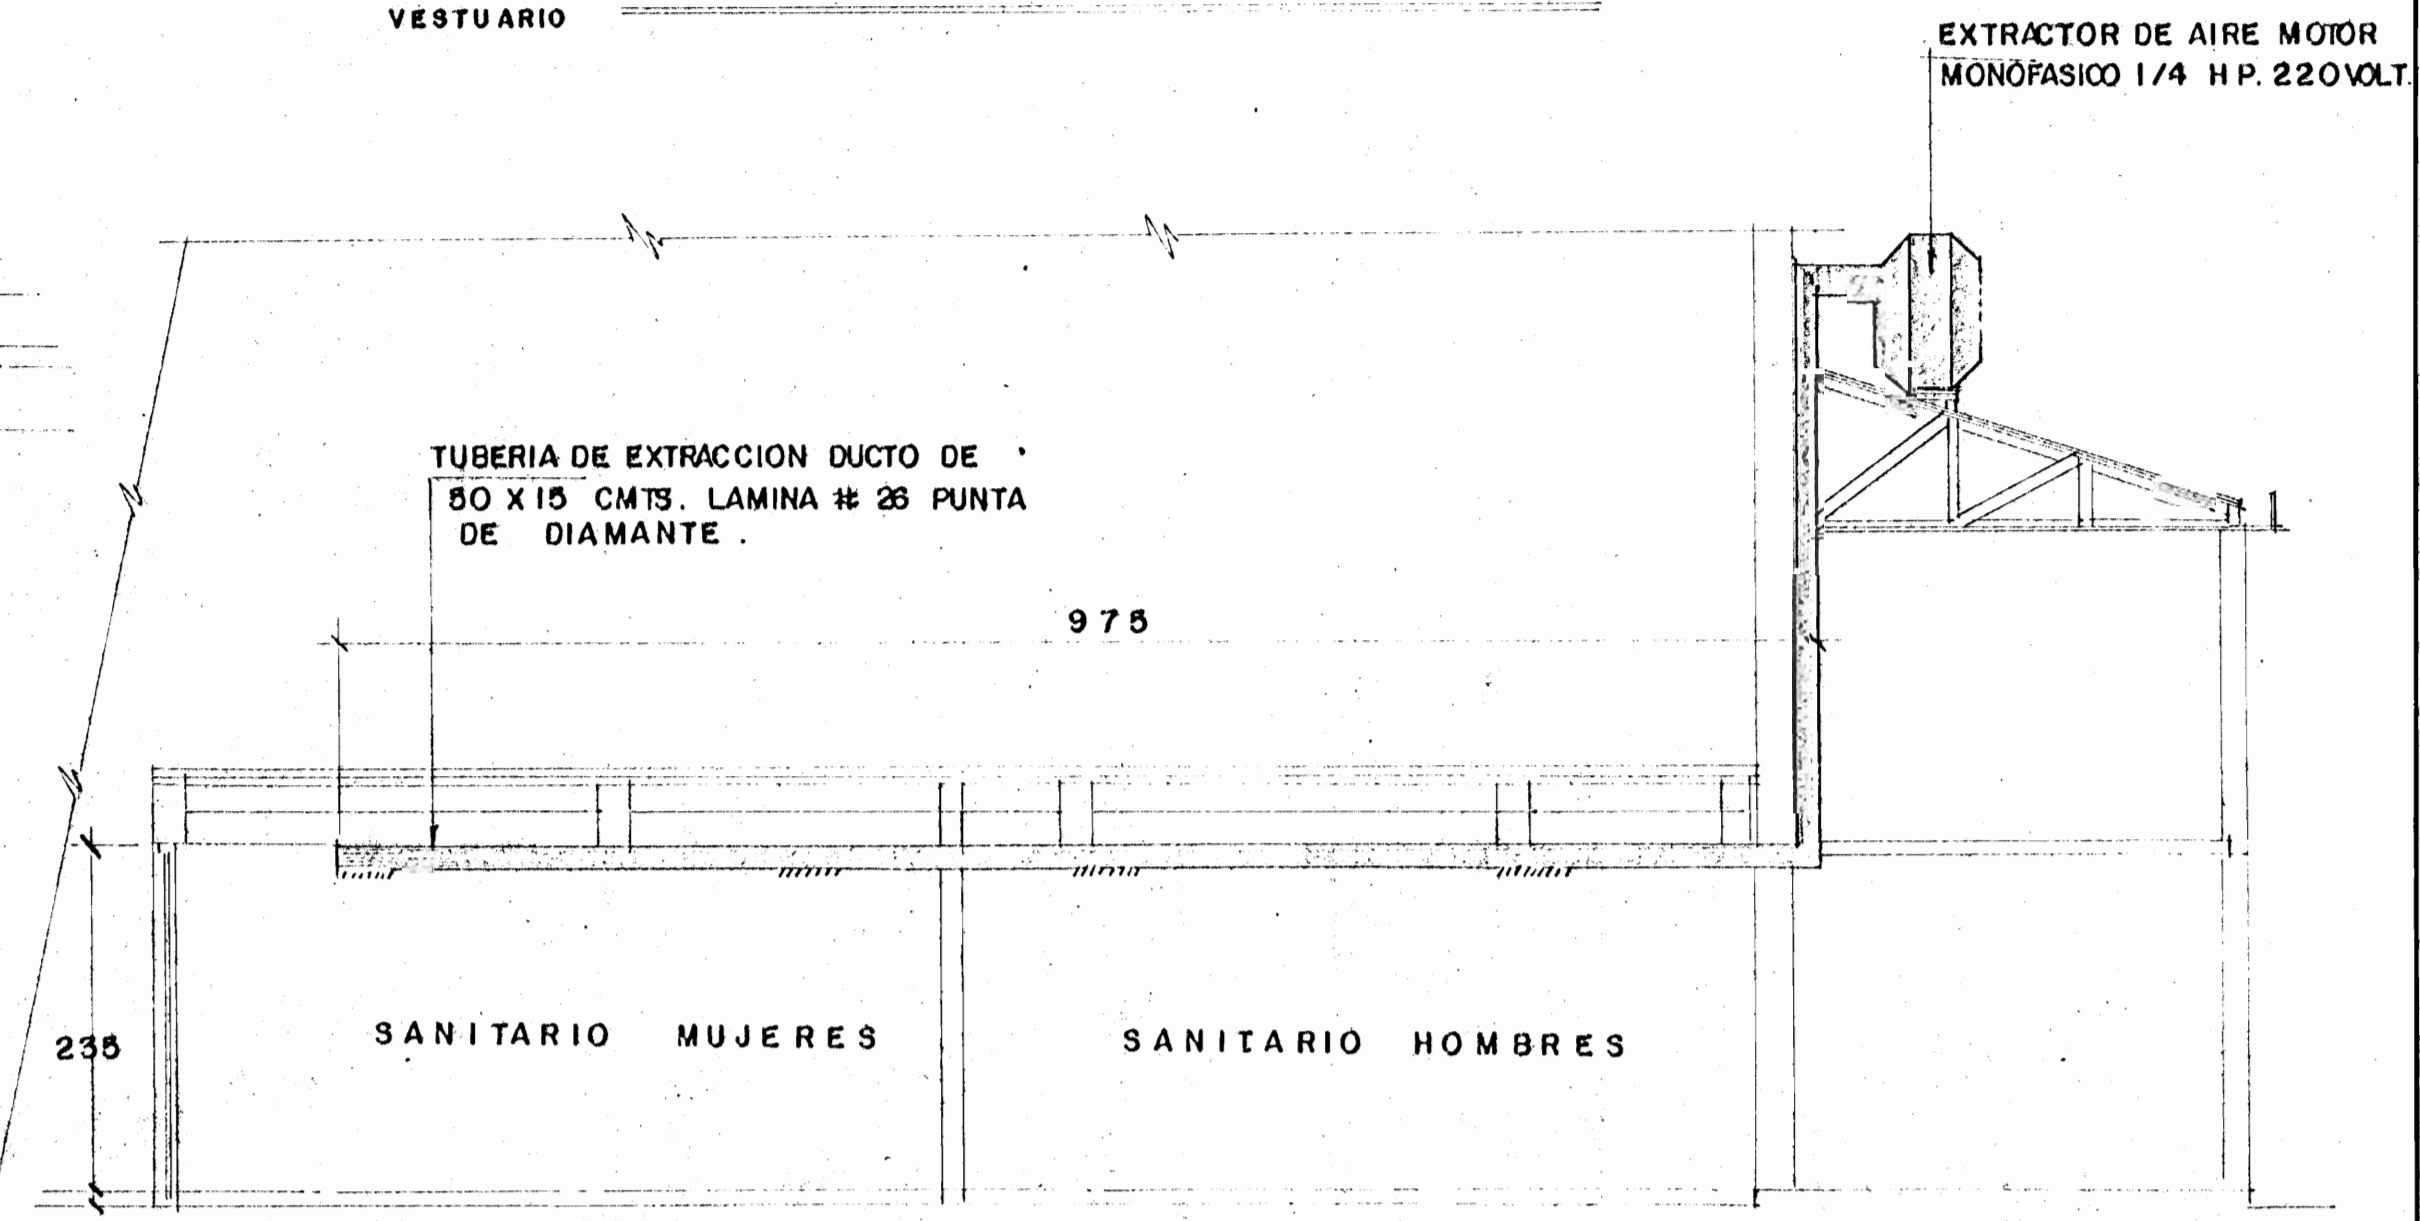 VESTUARIO
EXTRACTOR DE AIRE MOTOR
MONOFASICO 1/4 HP. 220 VOLT.
TUBERIA DE EXTRACCION DUCTO DE
50 X 15 CMTS. LAMINA # 26 PUNTA
DE DIAMANTE.
975
235
SANITARIO MUJERES
SANITARIO HOMBRES